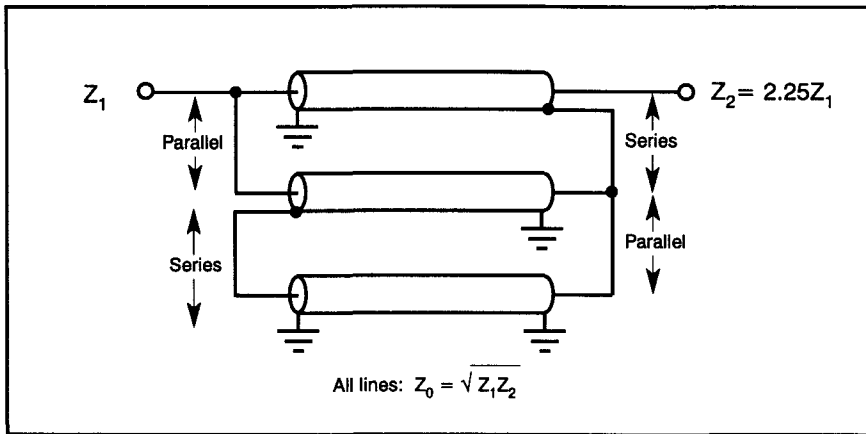 Z₁
Z₂ = 2.25Z₁
Parallel
Series
Series
Parallel
All lines: Z₀ = √Z₁Z₂